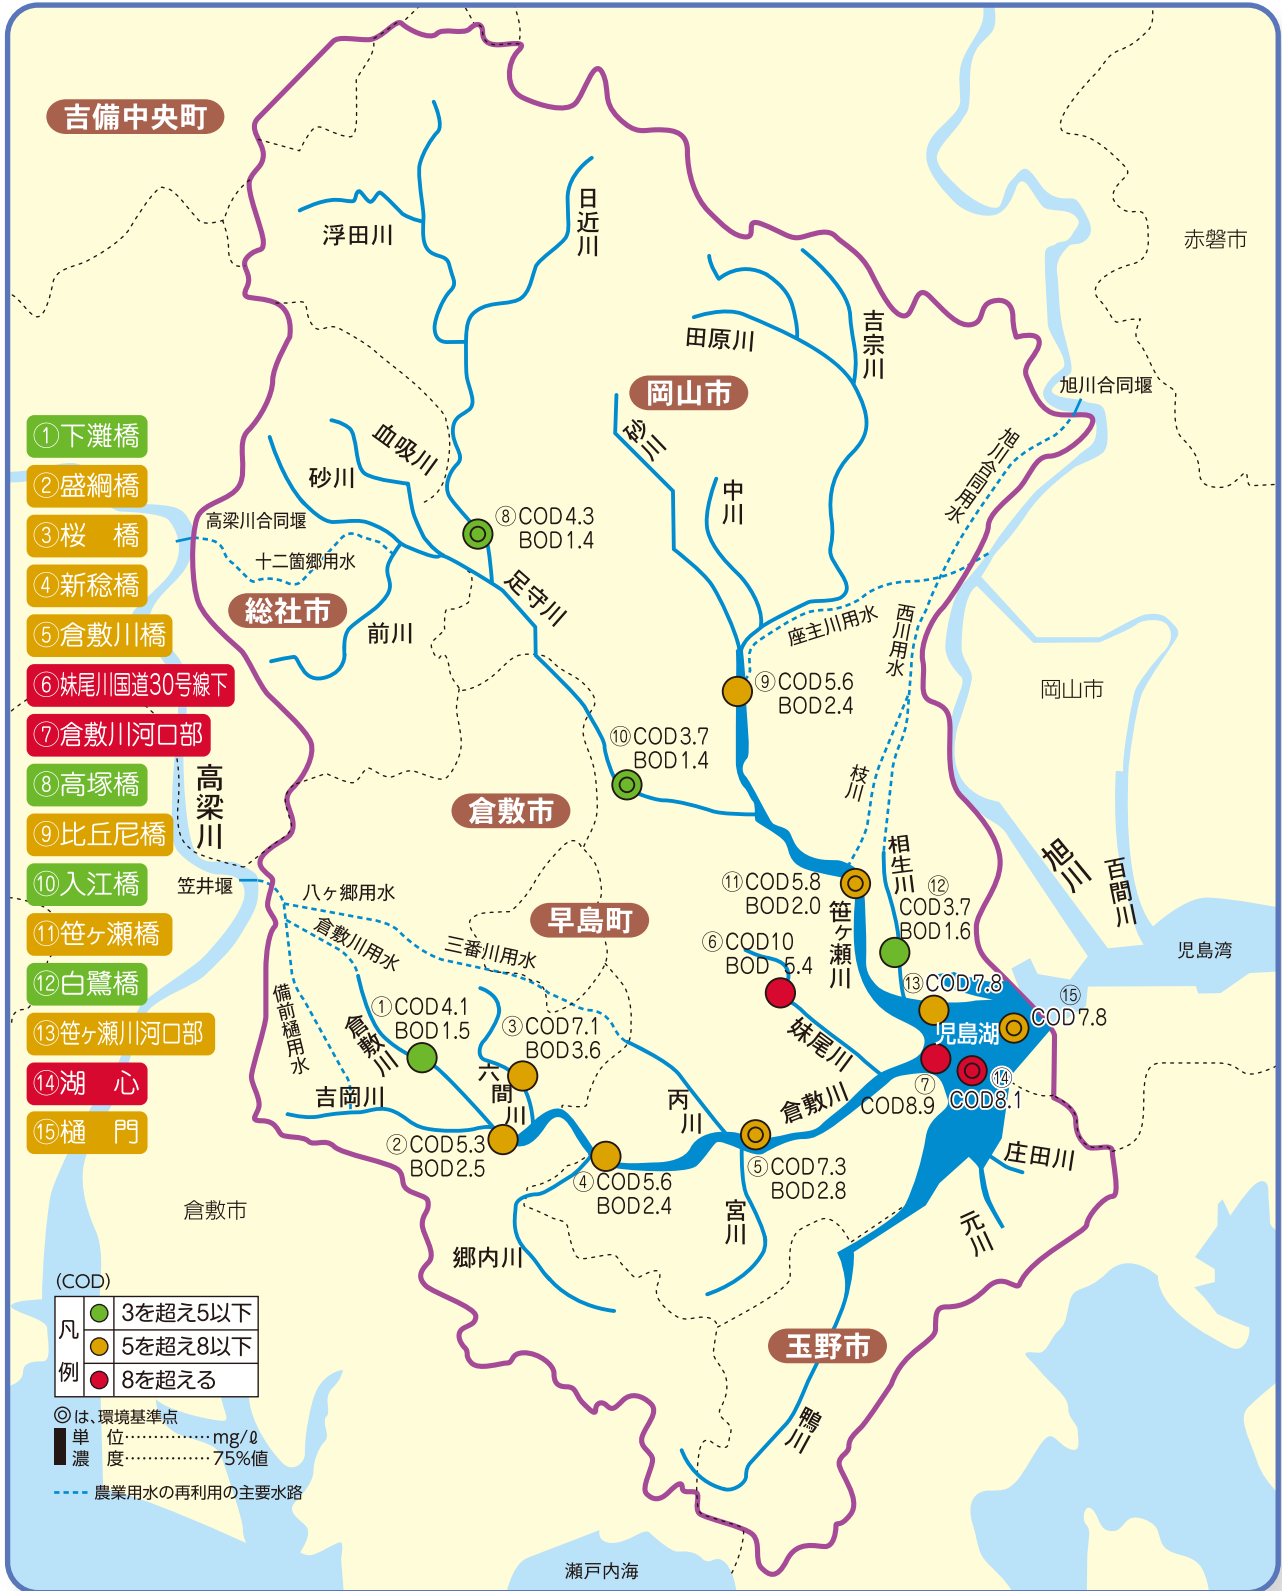 吉備中央町
赤磐市
浮田川
日近川
田原川
吉宗川
岡山市
旭川合同堰
旭川合同用水
血吸川
砂川
砂川
中川
高梁川合同堰
十二箇郷用水
総社市
前川
足守川
⑧COD4.3
BOD1.4
座主川用水
西川用水
岡山市
⑨COD5.6
BOD2.4
⑩COD3.7
BOD1.4
枝川
①下灘橋
②盛綱橋
③桜　橋
④新稔橋
⑤倉敷川橋
⑥妹尾川国道30号線下
⑦倉敷川河口部
⑧高塚橋
⑨比丘尼橋
⑩入江橋
⑪笹ヶ瀬橋
⑫白鷺橋
⑬笹ヶ瀬川河口部
⑭湖　心
⑮樋　門
高梁川
倉敷市
笠井堰
八ヶ郷用水
倉敷川用水
三番川用水
備前樋用水
早島町
相生川
旭川
百間川
児島湾
⑪COD5.8
BOD2.0
笹ヶ瀬川
⑫
COD3.7
BOD1.6
⑥COD10
BOD 5.4
⑬COD7.8
⑮
COD7.8
児島湖
⑭
COD8.1
⑦
COD8.9
①COD4.1
BOD1.5
倉敷川
③COD7.1
BOD3.6
六間川
妹尾川
吉岡川
丙川
倉敷川
②COD5.3
BOD2.5
④COD5.6
BOD2.4
⑤COD7.3
BOD2.8
庄田川
元川
宮川
郷内川
倉敷市
玉野市
鴨川
瀬戸内海
(COD)
凡例
3を超え5以下
5を超え8以下
8を超える
◎は、環境基準点
単　位……………mg/ℓ
濃　度……………75%値
農業用水の再利用の主要水路